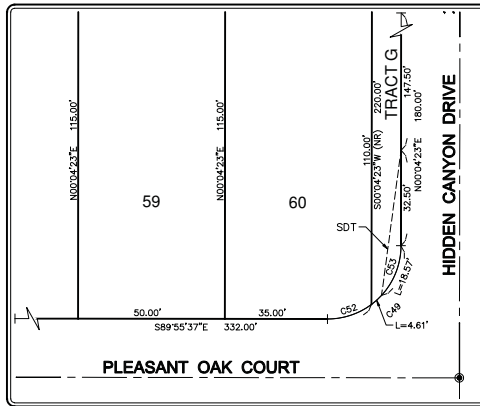 N00°04'23"E 115.00'
N00°04'23"E 115.00'
110.00'
S00°04'23"W (NR)
220.00'
TRACT G
147.50'
180.00'
N00°04'23"E
32.50'
HIDDEN CANYON DRIVE
59
60
SDT
C53
L=18.57'
C49
C52
L=4.61'
50.00'
35.00'
S89°55'37"E 332.00'
PLEASANT OAK COURT